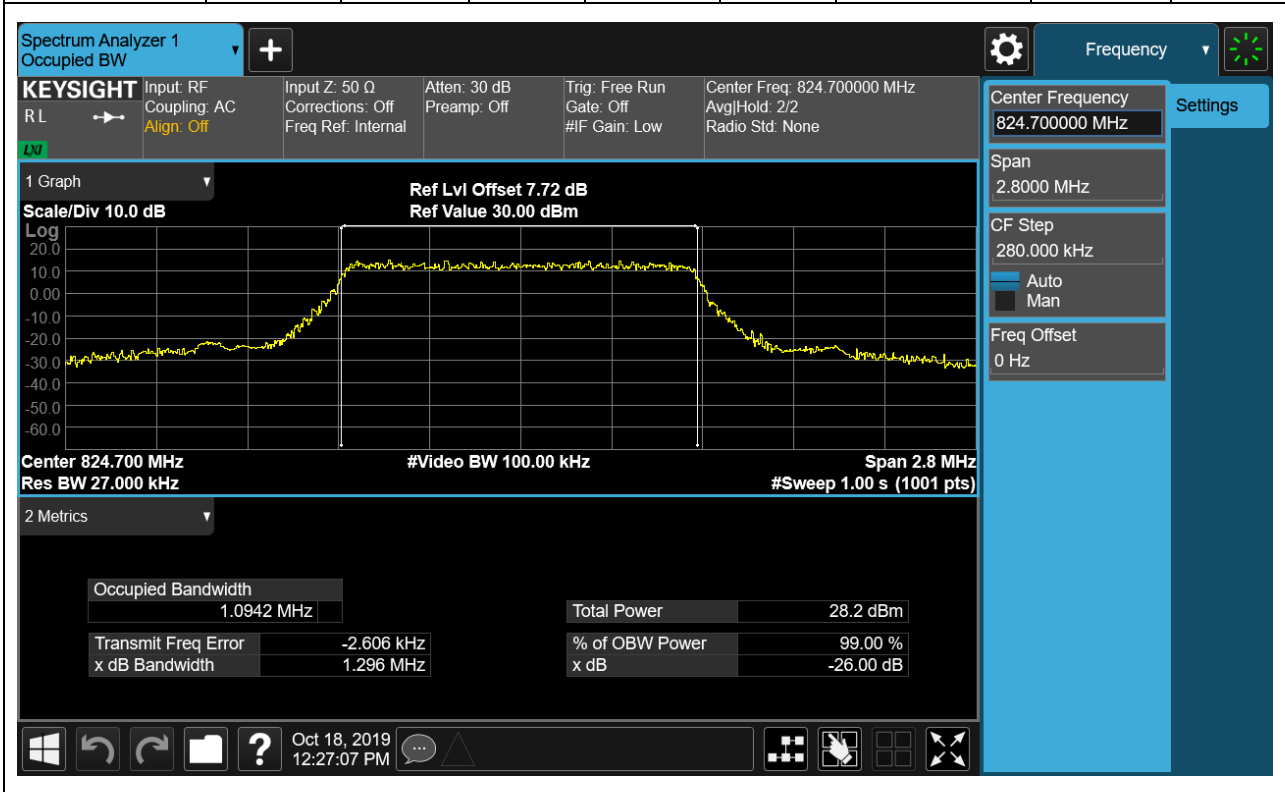 Spectrum Analyzer 1
Occupied BW
Frequency
KEYSIGHT
R L
LXI
Input: RF
Coupling: AC
Align: Off
Input Z: 50 Ω
Corrections: Off
Freq Ref: Internal
Atten: 30 dB
Preamp: Off
Trig: Free Run
Gate: Off
#IF Gain: Low
Center Freq: 824.700000 MHz
Avg|Hold: 2/2
Radio Std: None
Center Frequency
824.700000 MHz
Settings
Span
2.8000 MHz
CF Step
280.000 kHz
Auto
Man
Freq Offset
0 Hz
1 Graph
Scale/Div 10.0 dB
Ref Lvl Offset 7.72 dB
Ref Value 30.00 dBm
Log
20.0
10.0
0.00
-10.0
-20.0
-30.0
-40.0
-50.0
-60.0
Center 824.700 MHz
#Video BW 100.00 kHz
Span 2.8 MHz
Res BW 27.000 kHz
#Sweep 1.00 s (1001 pts)
2 Metrics
Occupied Bandwidth
1.0942 MHz
Total Power 28.2 dBm
Transmit Freq Error -2.606 kHz
% of OBW Power 99.00 %
x dB Bandwidth 1.296 MHz
x dB -26.00 dB
?
Oct 18, 2019
12:27:07 PM